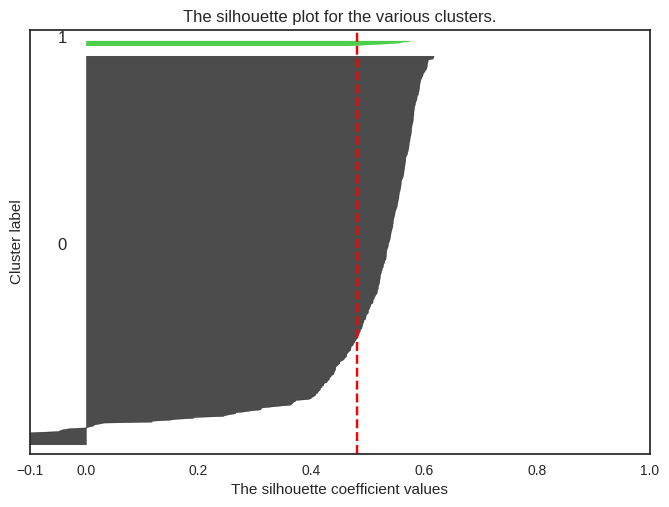 The silhouette plot for the various clusters.
1
0
Cluster label
−0.1 0.0 0.2 0.4 0.6 0.8 1.0
The silhouette coefficient values